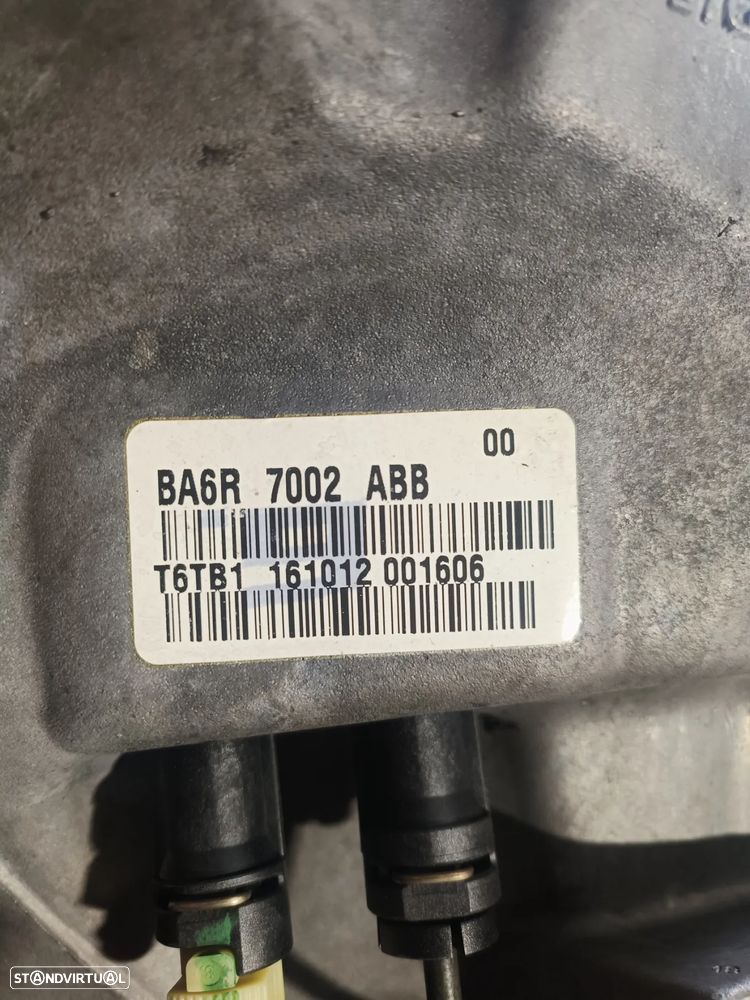 00
BA6R 7002 ABB
T6TB1 161012 001606
STANDVIRTUAL